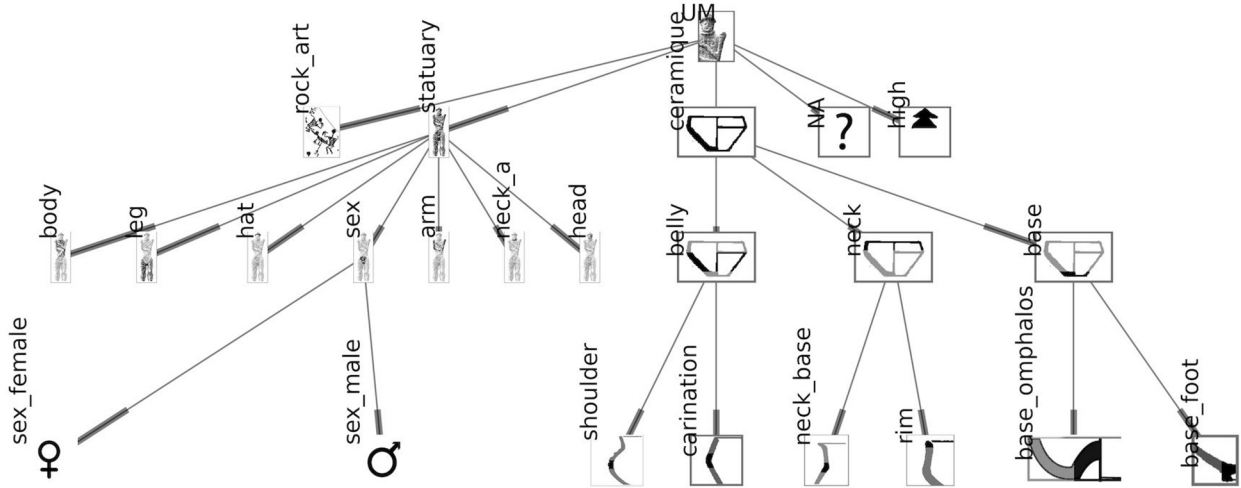 UM
rock_art
statuary
ceramique
NA
?
high
body
leg
hat
sex
arm
neck_a
head
belly
neck
base
sex_female
sex_male
shoulder
carination
neck_base
rim
base_omphalos
base_foot